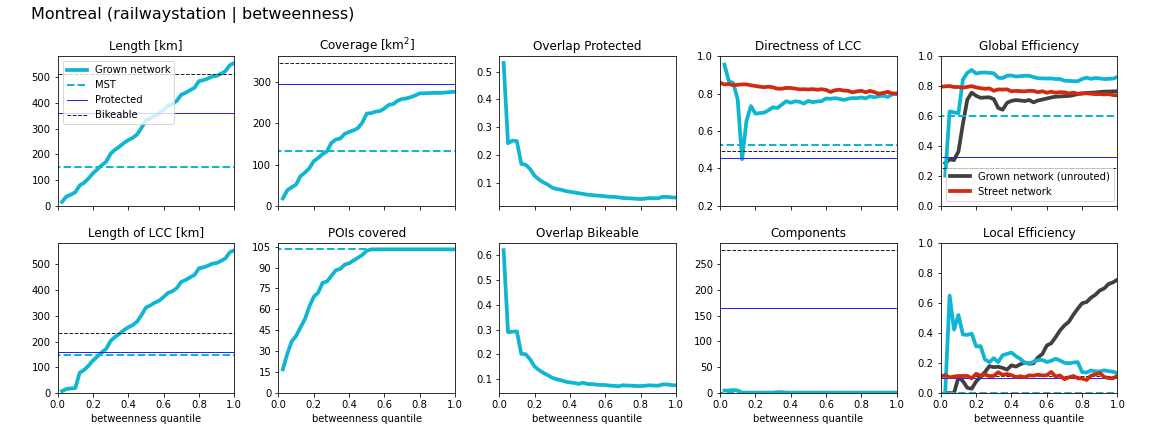 Montreal (railwaystation | betweenness)
Length [km]
Coverage [km²]
Overlap Protected
Directness of LCC
Global Efficiency
500
400
300
200
100
0
Grown network
MST
Protected
Bikeable
300
200
100
0
0.5
0.4
0.3
0.2
0.1
1.0
0.8
0.6
0.4
0.2
1.0
0.8
0.6
0.4
0.2
0.0
Grown network (unrouted)
Street network
Length of LCC [km]
POIs covered
Overlap Bikeable
Components
Local Efficiency
500
400
300
200
100
0
0.0 0.2 0.4 0.6 0.8 1.0
betweenness quantile
105
90
75
60
45
30
15
0
0.0 0.2 0.4 0.6 0.8 1.0
betweenness quantile
0.6
0.5
0.4
0.3
0.2
0.1
0.0 0.2 0.4 0.6 0.8 1.0
betweenness quantile
250
200
150
100
50
0
0.0 0.2 0.4 0.6 0.8 1.0
betweenness quantile
1.0
0.8
0.6
0.4
0.2
0.0
0.0 0.2 0.4 0.6 0.8 1.0
betweenness quantile